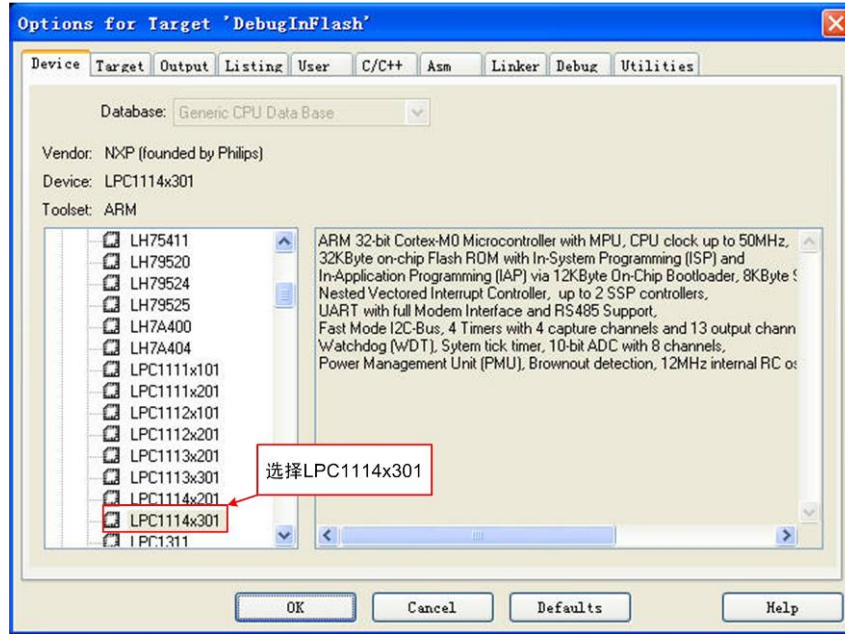 Options for Target 'DebugInFlash'
Device Target Output Listing User C/C++ Asm Linker Debug Utilities
Database: Generic CPU Data Base
Vendor: NXP (founded by Philips)
Device: LPC1114x301
Toolset: ARM
LH75411
LH79520
LH79524
LH79525
LH7A400
LH7A404
LPC1111x101
LPC1111x201
LPC1112x101
LPC1112x201
LPC1113x201
LPC1113x301
LPC1114x201
LPC1114x301
LPC1311
ARM 32-bit Cortex-M0 Microcontroller with MPU, CPU clock up to 50MHz,
32KByte on-chip Flash ROM with In-System Programming (ISP) and
In-Application Programming (IAP) via 12KByte On-Chip Bootloader, 8KByte
Nested Vectored Interrupt Controller, up to 2 SSP controllers,
UART with full Modem Interface and RS485 Support,
Fast Mode I2C-Bus, 4 Timers with 4 capture channels and 13 output chann
Watchdog (WDT), Sytem tick timer, 10-bit ADC with 8 channels,
Power Management Unit (PMU), Brownout detection, 12MHz internal RC
选择LPC1114x301
OK Cancel Defaults Help